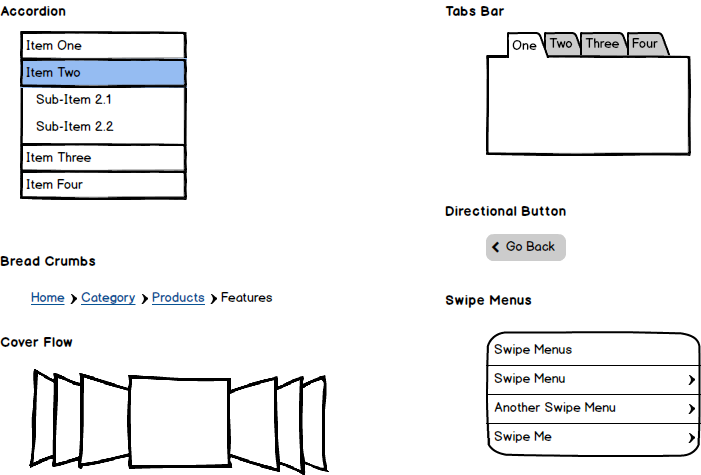 Accordion
Item One
Item Two
Sub-Item 2.1
Sub-Item 2.2
Item Three
Item Four
Bread Crumbs
Home Category Products Features
Cover Flow
Tabs Bar
One Two Three Four
Directional Button
Go Back
Swipe Menus
Swipe Menus
Swipe Menu
Another Swipe Menu
Swipe Me